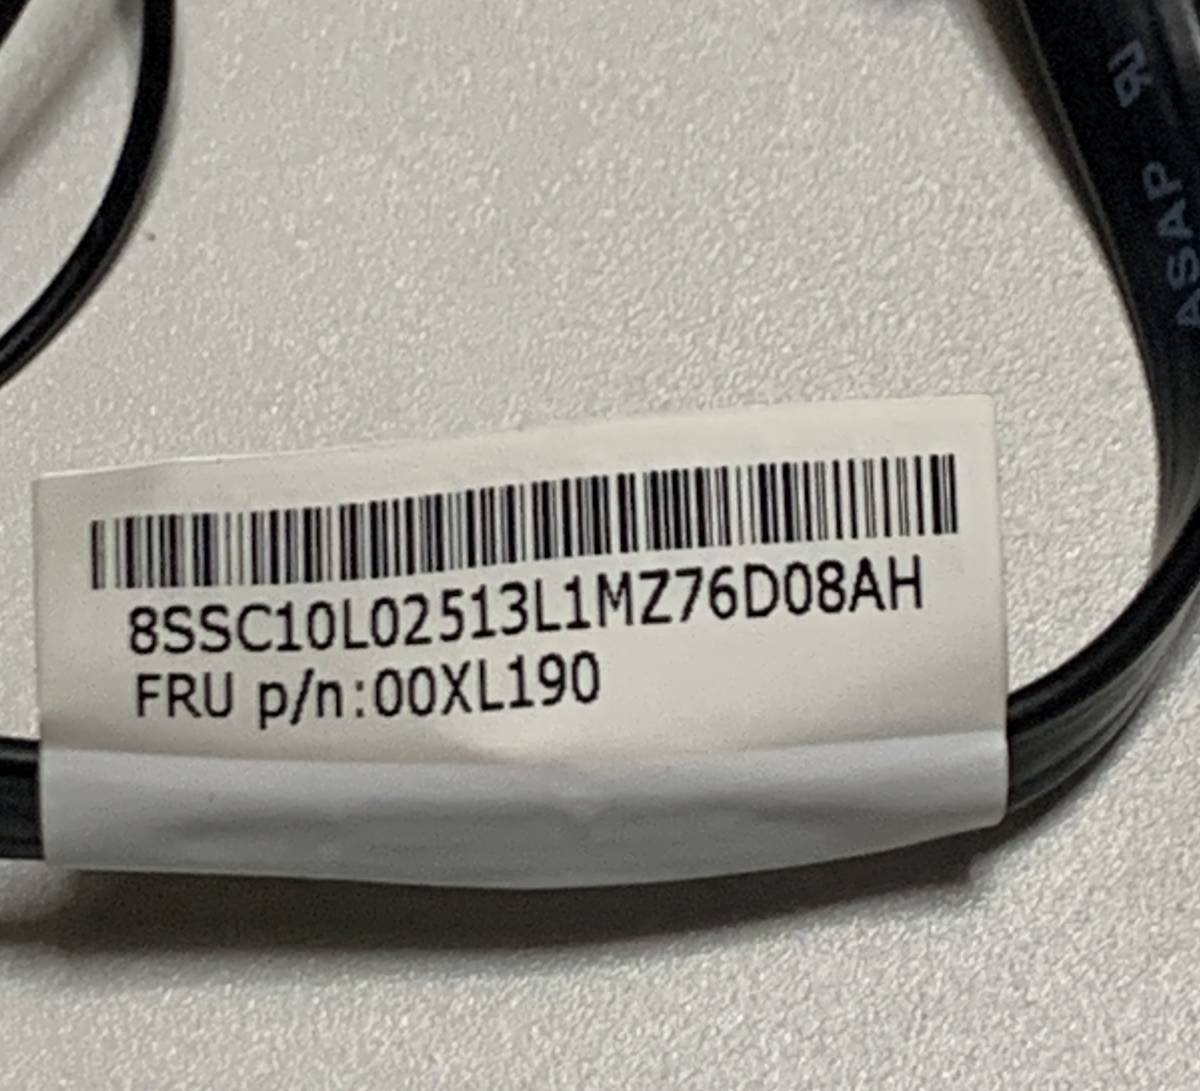 8SSC10L02513L1MZ76D08AH
FRU p/n:00XL190
ASAP